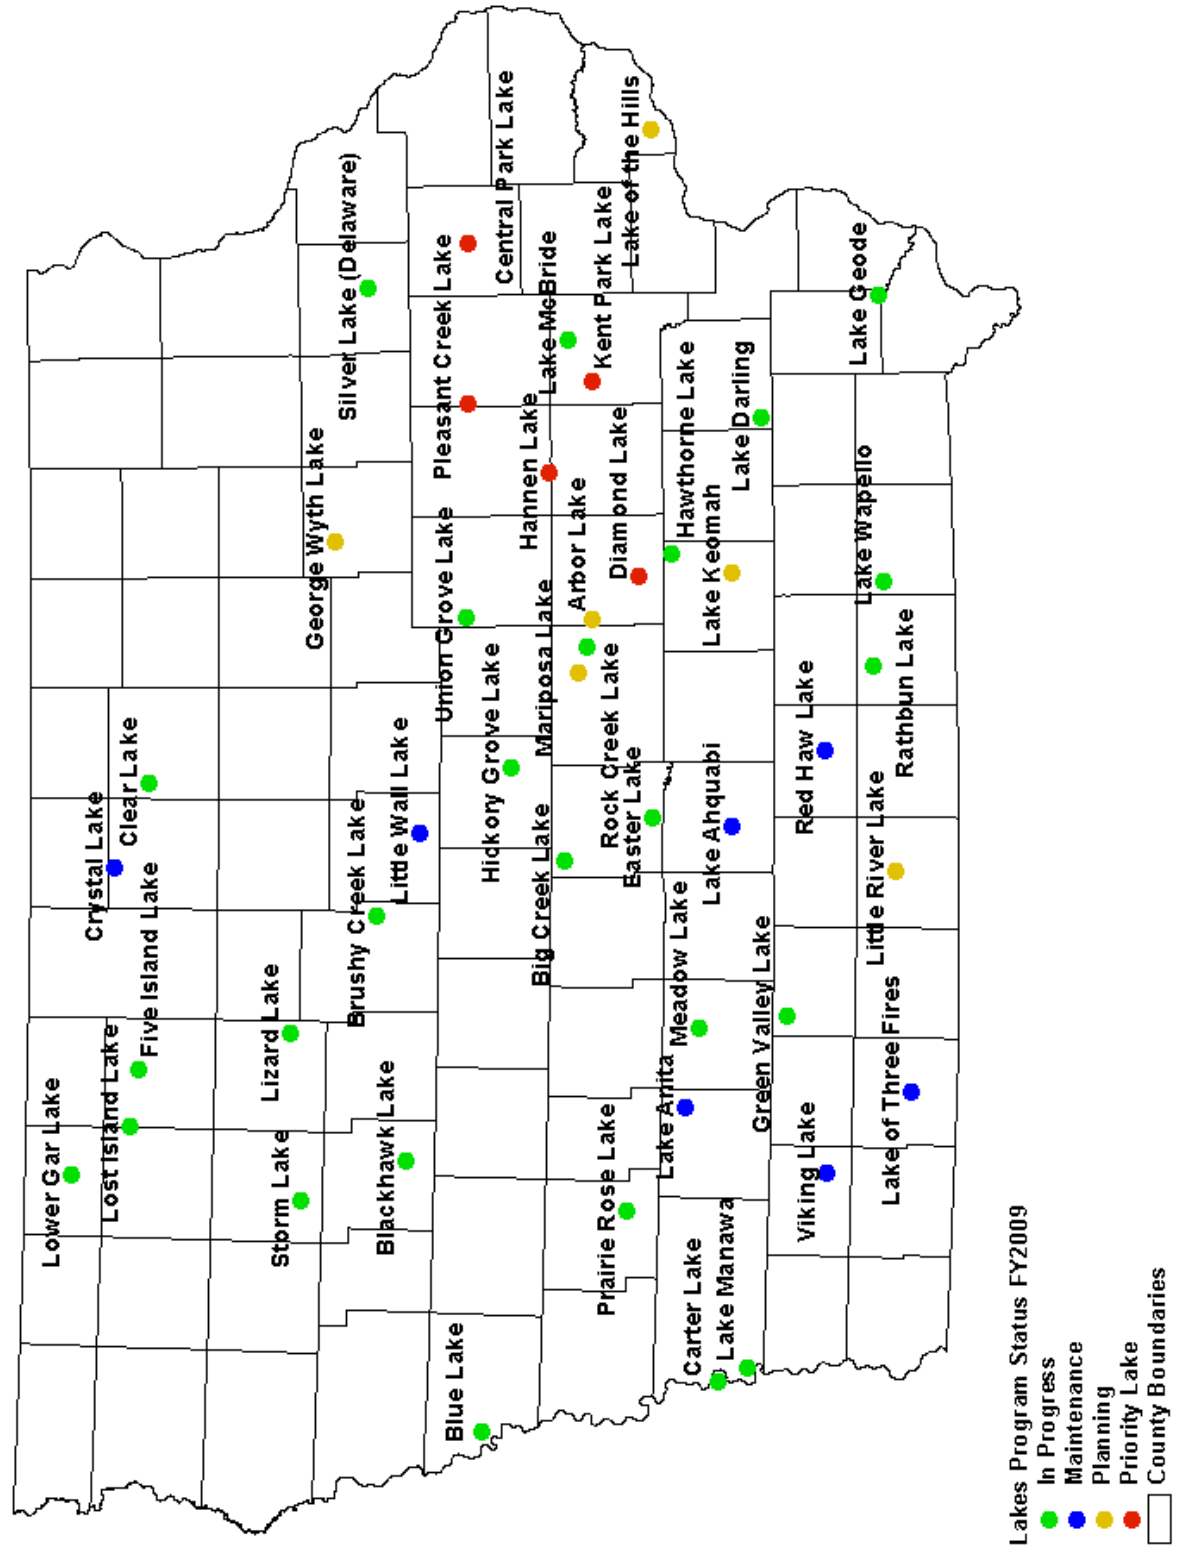 Lower Gar Lake
Lost Island Lake
Five Island Lake
Crystal Lake
Clear Lake
Storm Lake
Lizard Lake
George Wyth Lake
Silver Lake (Delaware)
Blackhawk Lake
Brushy Creek Lake
Little Wall Lake
Union Grove Lake
Pleasant Creek Lake
Central Park Lake
Blue Lake
Hickory Grove Lake
Big Creek Lake
Mariposa Lake
Hannen Lake
Lake McBride
Arbor Lake
Kent Park Lake
Prairie Rose Lake
Rock Creek Lake
Diamond Lake
Lake of the Hills
Easter Lake
Lake Anita
Meadow Lake
Hawthorne Lake
Carter Lake
Lake Manawa
Lake Ahquabi
Lake Keomah
Lake Darling
Green Valley Lake
Viking Lake
Red Haw Lake
Lake Wapello
Lake Geode
Lake of Three Fires
Little River Lake
Rathbun Lake
Lakes Program Status FY2009
In Progress
Maintenance
Planning
Priority Lake
County Boundaries